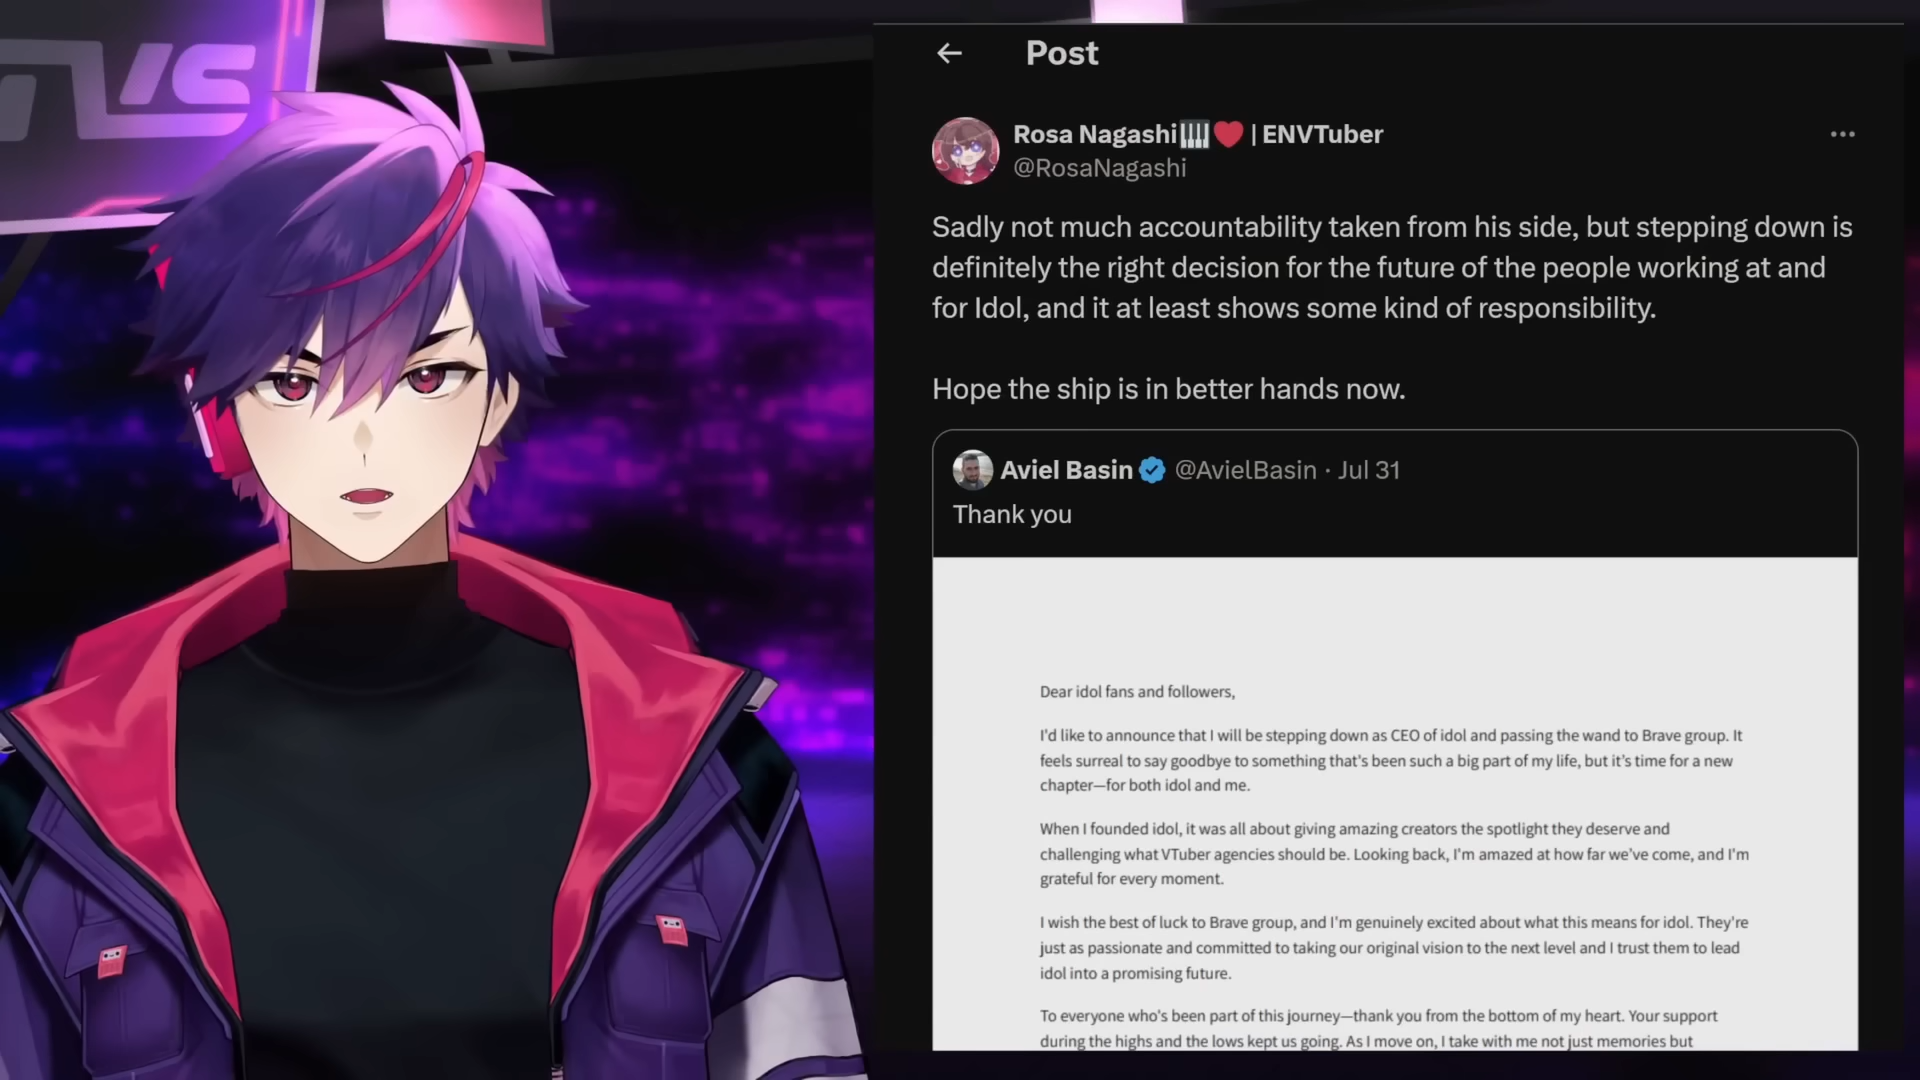 Post
Rosa Nagashi🎹❤️ | ENVTuber
@RosaNagashi
Sadly not much accountability taken from his side, but stepping down is
definitely the right decision for the future of the people working at and
for Idol, and it at least shows some kind of responsibility.
Hope the ship is in better hands now.
Aviel Basin @AvielBasin · Jul 31
Thank you
Dear idol fans and followers,
I'd like to announce that I will be stepping down as CEO of idol and passing the wand to Brave group. It
feels surreal to say goodbye to something that's been such a big part of my life, but it's time for a new
chapter—for both idol and me.
When I founded idol, it was all about giving amazing creators the spotlight they deserve and
challenging what VTuber agencies should be. Looking back, I'm amazed at how far we've come, and I'm
grateful for every moment.
I wish the best of luck to Brave group, and I'm genuinely excited about what this means for idol. They're
just as passionate and committed to taking our original vision to the next level and I trust them to lead
idol into a promising future.
To everyone who's been part of this journey—thank you from the bottom of my heart. Your support
during the highs and the lows kept us going. As I move on, I take with me not just memories but